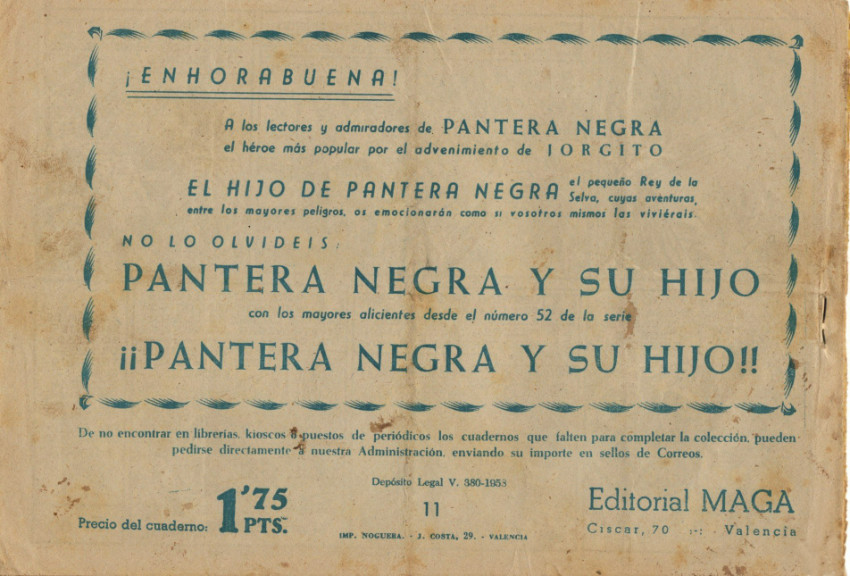 ¡ENHORABUENA!
A los lectores y admiradores de PANTERA NEGRA
el héroe más popular por el advenimiento de JORGITO
EL HIJO DE PANTERA NEGRA el pequeño Rey de la
Selva, cuyas aventuras,
entre los mayores peligros, os emocionarán como si vosotros mismos las viviérais.
NO LO OLVIDEIS:
PANTERA NEGRA Y SU HIJO
con los mayores alicientes desde el número 52 de la serie
¡¡PANTERA NEGRA Y SU HIJO!!
De no encontrar en librerías, kioscos o puestos de periódicos los cuadernos que falten para completar la colección, pueden
pedirse directamente a nuestra Administración, enviando su importe en sellos de Correos.
Depósito Legal V. 380-1958
11
Precio del cuaderno: 1'75 PTS.
IMP. NOGUERA. - J. COSTA, 29. - VALENCIA
Editorial MAGA
Ciscar, 70 :-: Valencia